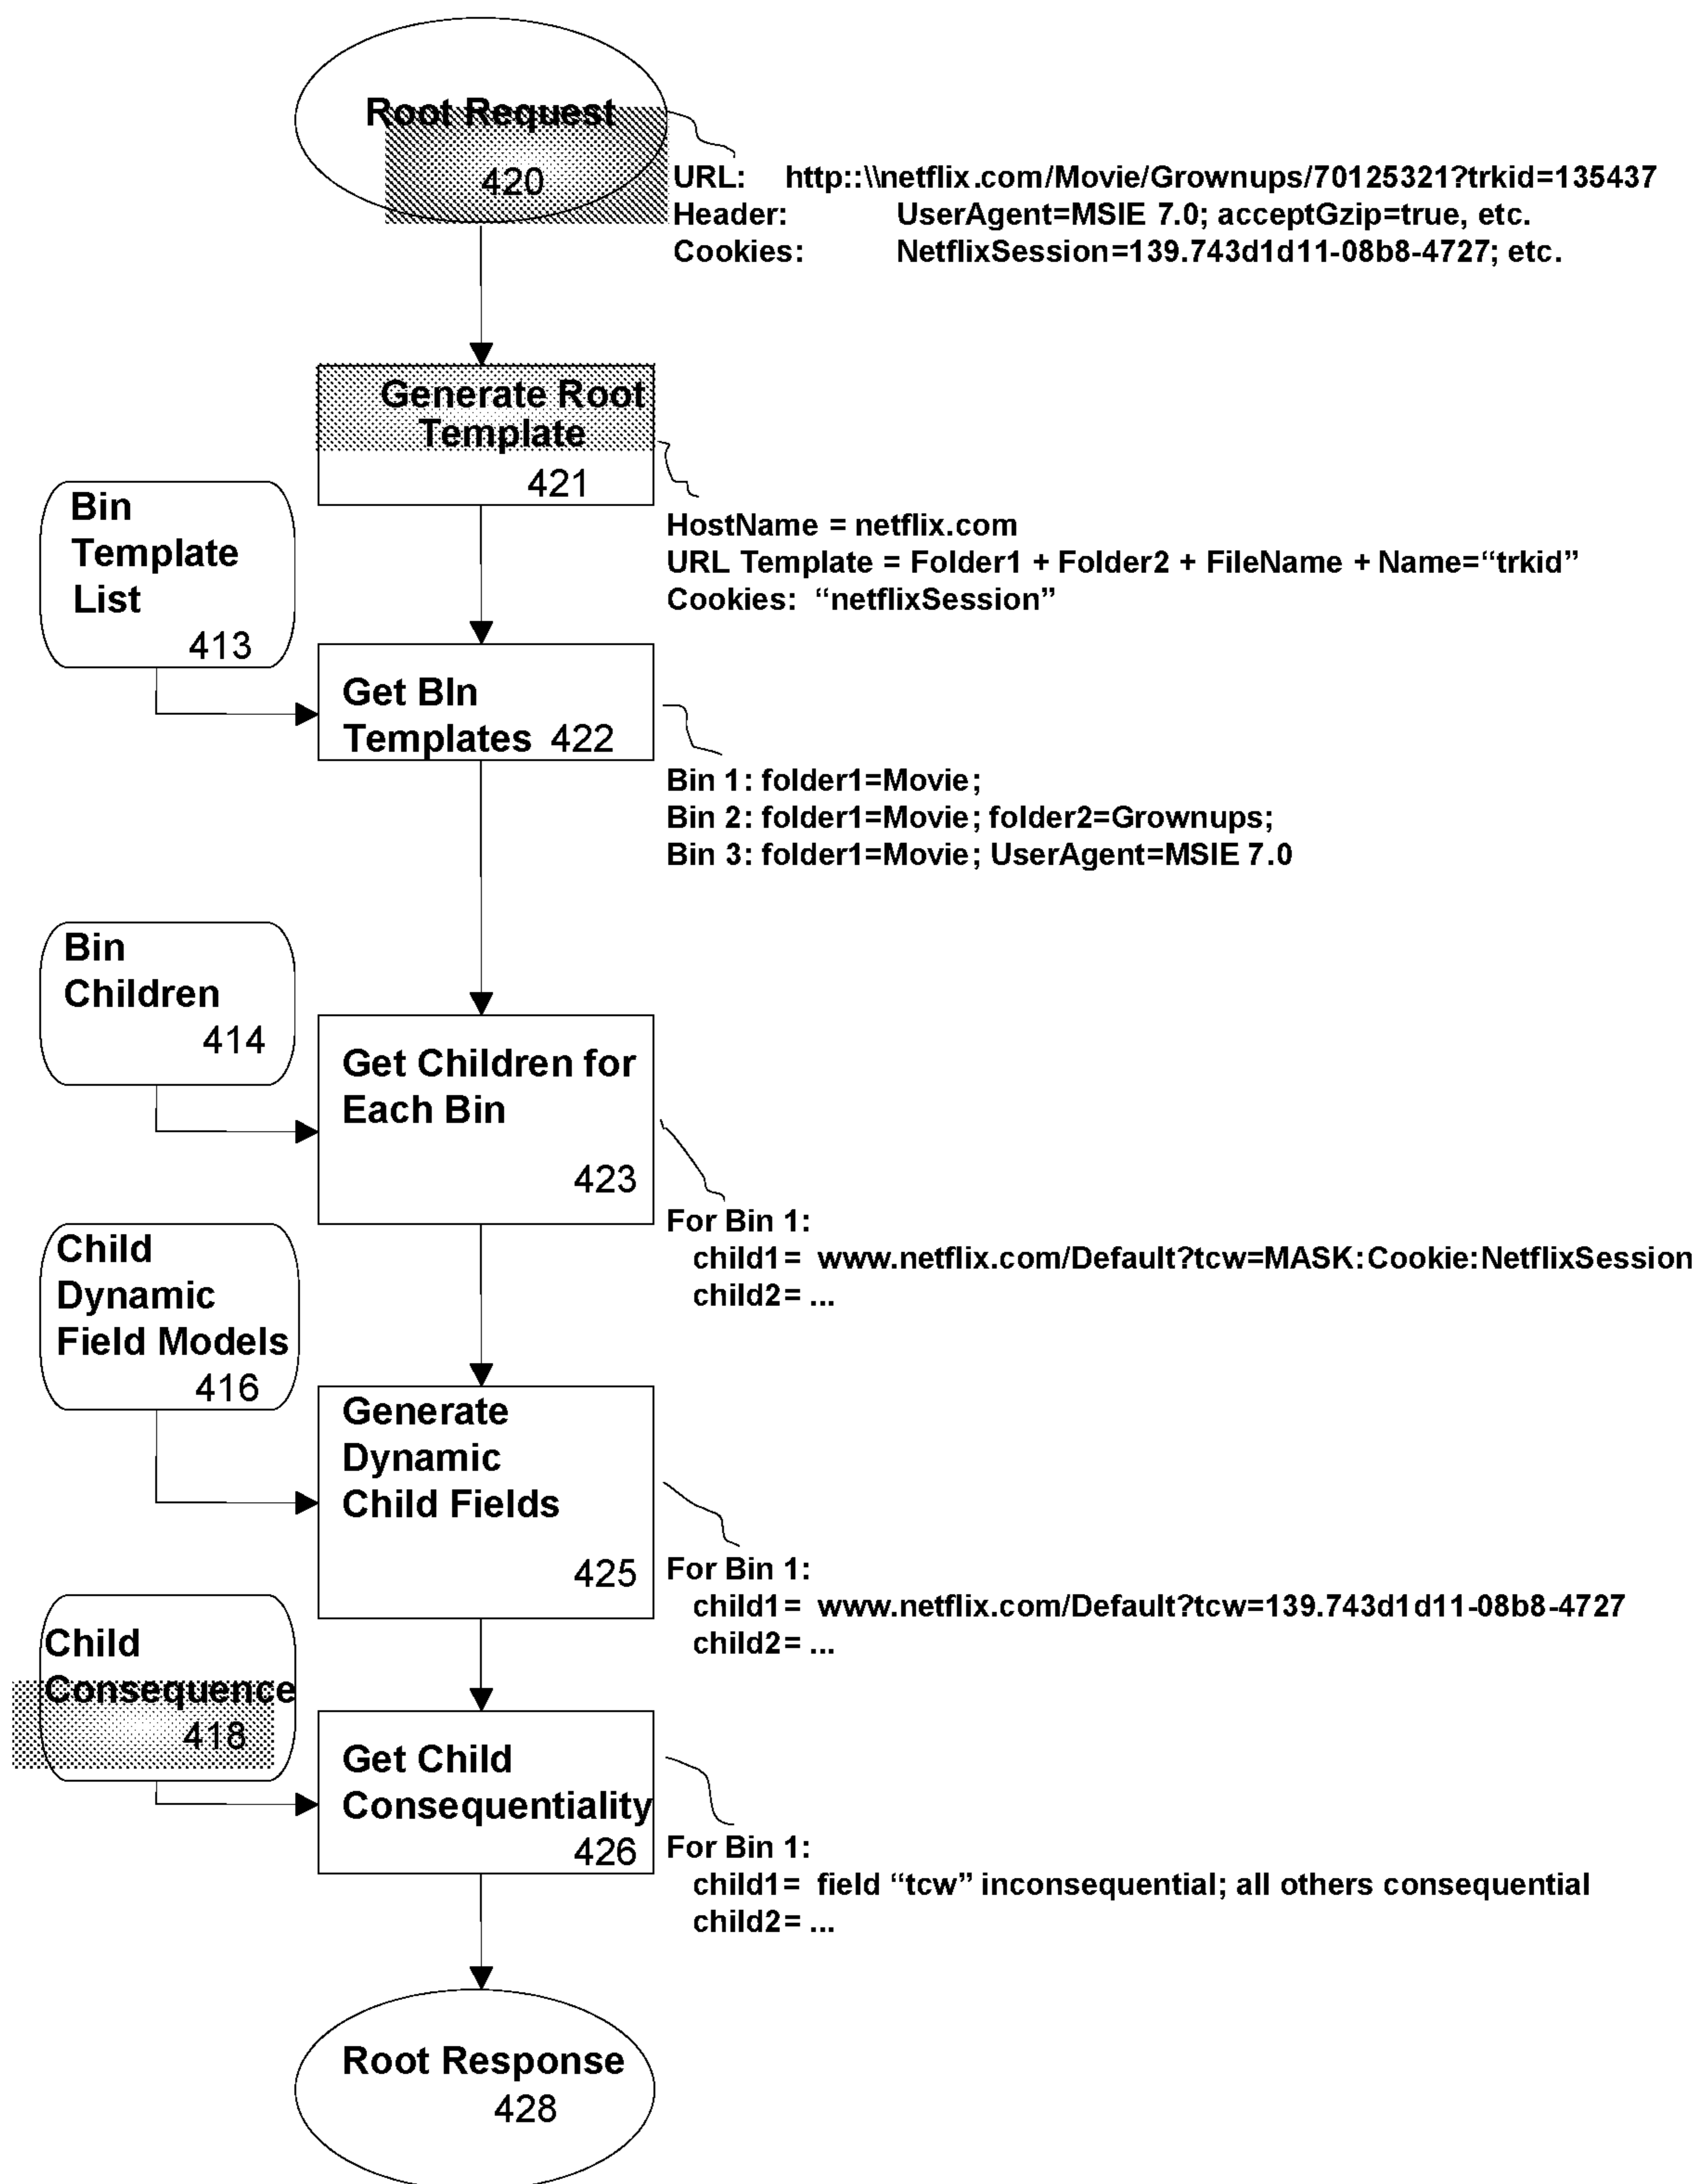 Root Request
420
URL: http::\\netflix.com/Movie/Grownups/70125321?trkid=135437
Header: UserAgent=MSIE 7.0; acceptGzip=true, etc.
Cookies: NetflixSession=139.743d1d11-08b8-4727; etc.
Generate Root
Template
421
HostName = netflix.com
URL Template = Folder1 + Folder2 + FileName + Name=“trkid”
Cookies: “netflixSession”
Bin
Template
List
413
Get BIn
Templates 422
Bin 1: folder1=Movie;
Bin 2: folder1=Movie; folder2=Grownups;
Bin 3: folder1=Movie; UserAgent=MSIE 7.0
Bin
Children
414
Get Children for
Each Bin
423
For Bin 1:
child1= www.netflix.com/Default?tcw=MASK:Cookie:NetflixSession
child2= ...
Child
Dynamic
Field Models
416
Generate
Dynamic
Child Fields
425
For Bin 1:
child1= www.netflix.com/Default?tcw=139.743d1d11-08b8-4727
child2= ...
Child
Consequence
418
Get Child
Consequentiality
426
For Bin 1:
child1= field “tcw” inconsequential; all others consequential
child2= ...
Root Response
428